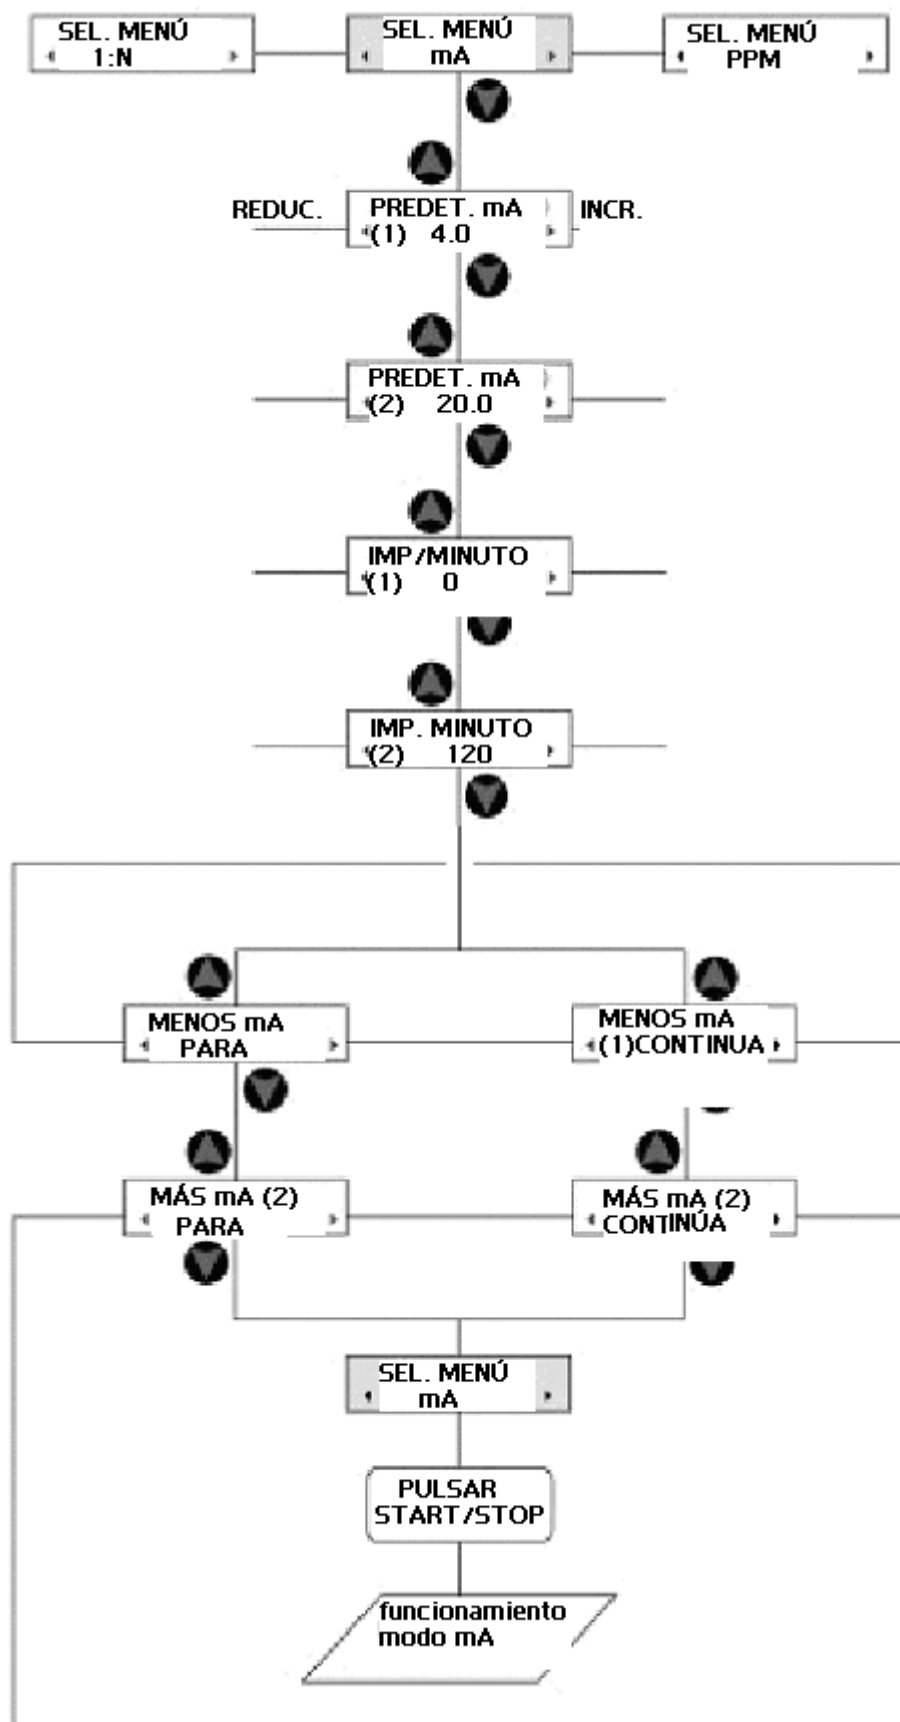 SEL. MENÚ
1:N
SEL. MENÚ
mA
SEL. MENÚ
PPM
REDUC.
PREDET. mA
(1) 4.0
INCR.
PREDET. mA
(2) 20.0
IMP/MINUTO
(1) 0
IMP. MINUTO
(2) 120
MENOS mA
PARA
MENOS mA
(1)CONTINUA
MÁS mA (2)
PARA
MÁS mA (2)
CONTINÚA
SEL. MENÚ
mA
PULSAR
START/STOP
funcionamiento
modo mA